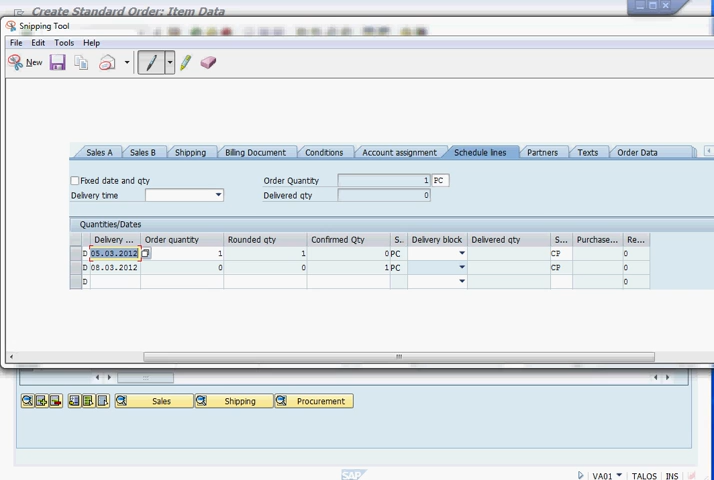 Create Standard Order: Item Data
Snipping Tool
File Edit Tools Help
New
Sales A Sales B Shipping Billing Document Conditions Account assignment Schedule lines Partners Texts Order Data
Fixed date and qty Order Quantity 1 PC
Delivery time Delivered qty 0
Quantities/Dates
Delivery ... Order quantity Rounded qty Confirmed Qty S.. Delivery block Delivered qty S... Purchase... Re...
D 05.03.2012 1 1 0 PC CP 0
D 08.03.2012 0 0 1 PC CP 0
D 0
Sales Shipping Procurement
SAP
VA01 TALOS INS